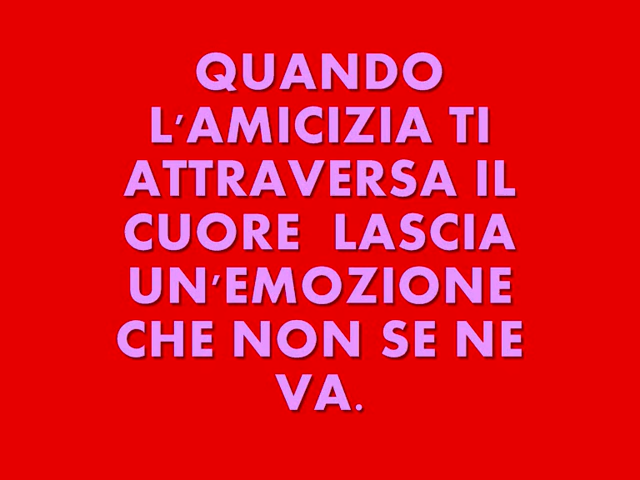 QUANDO
L'AMICIZIA TI
ATTRAVERSA IL
CUORE  LASCIA
UN'EMOZIONE
CHE NON SE NE
VA.